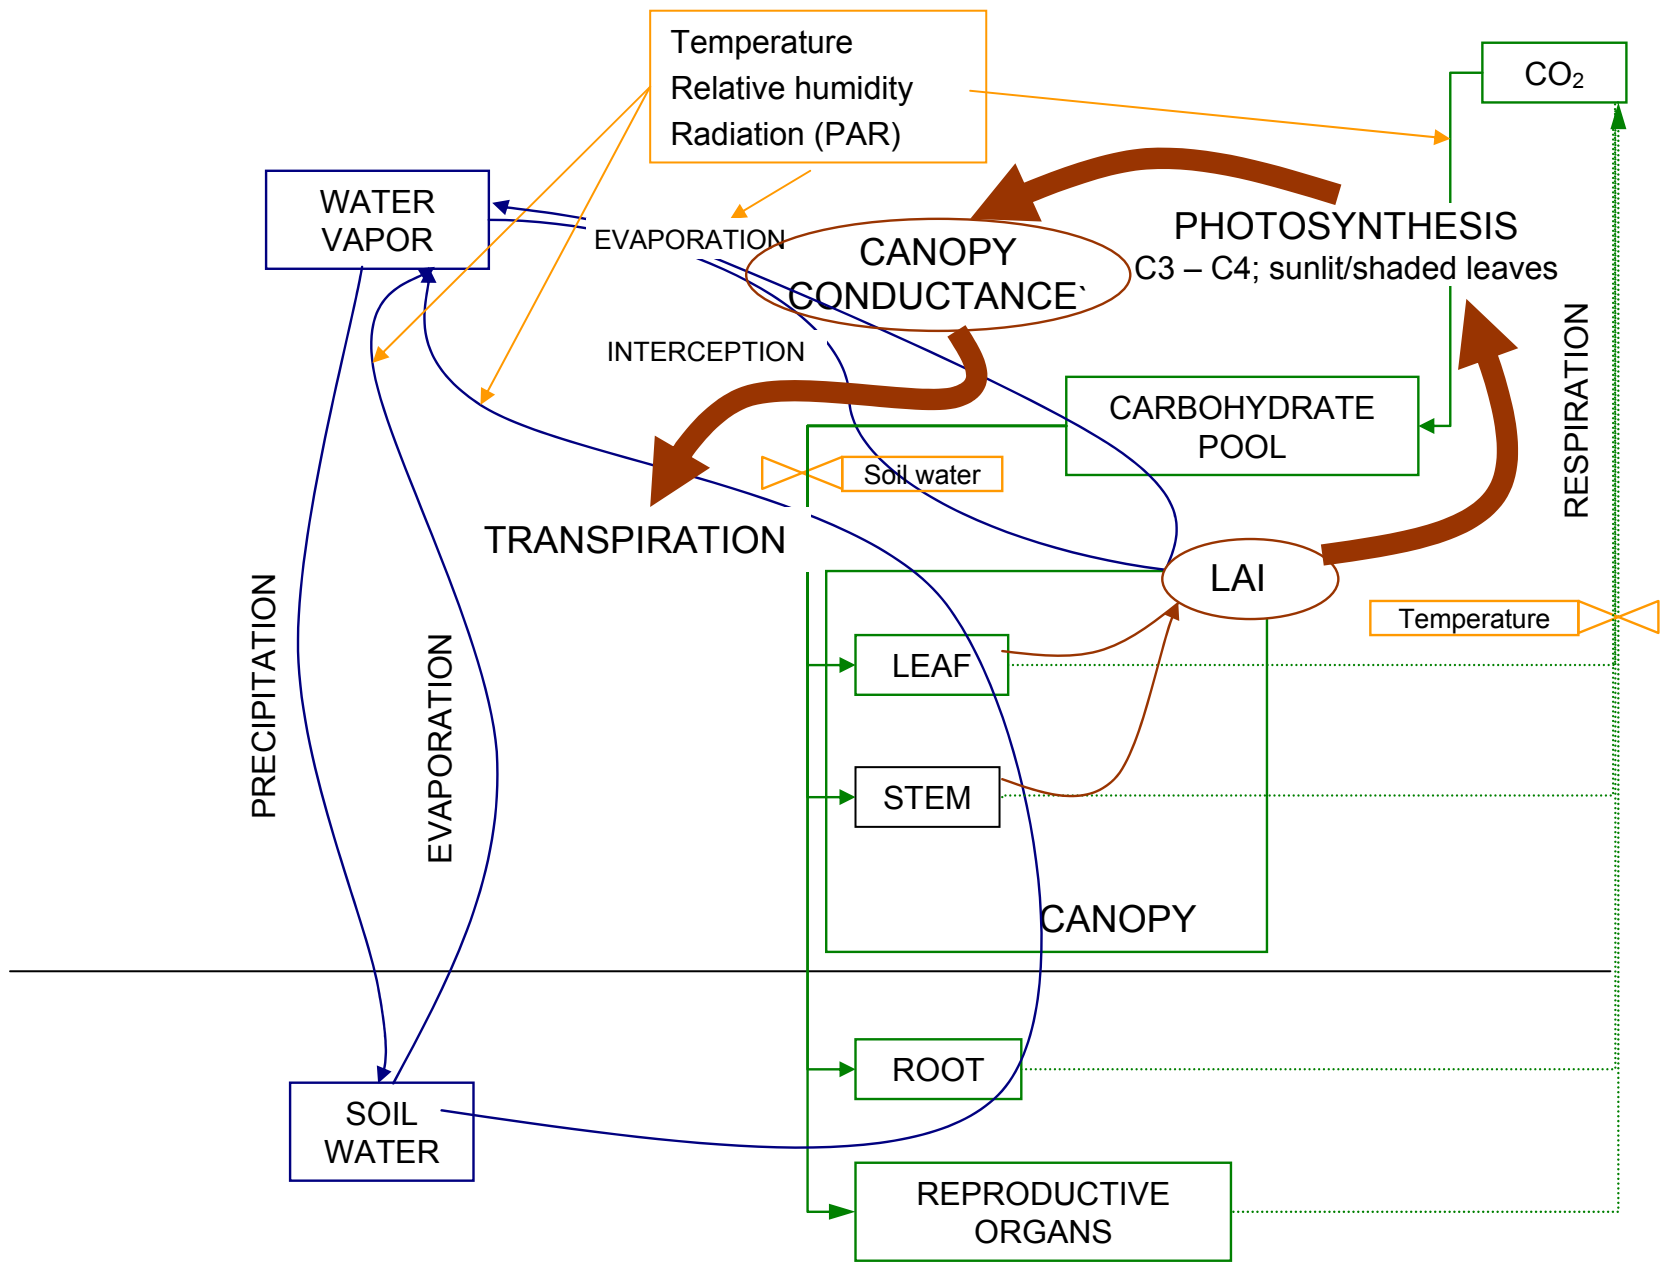 Temperature
Relative humidity
Radiation (PAR)
CO₂
WATER
VAPOR
EVAPORATION
CANOPY
CONDUCTANCE`
PHOTOSYNTHESIS
C3 – C4; sunlit/shaded leaves
INTERCEPTION
RESPIRATION
CARBOHYDRATE
POOL
Soil water
TRANSPIRATION
LAI
Temperature
PRECIPITATION
EVAPORATION
LEAF
STEM
CANOPY
ROOT
SOIL
WATER
REPRODUCTIVE
ORGANS